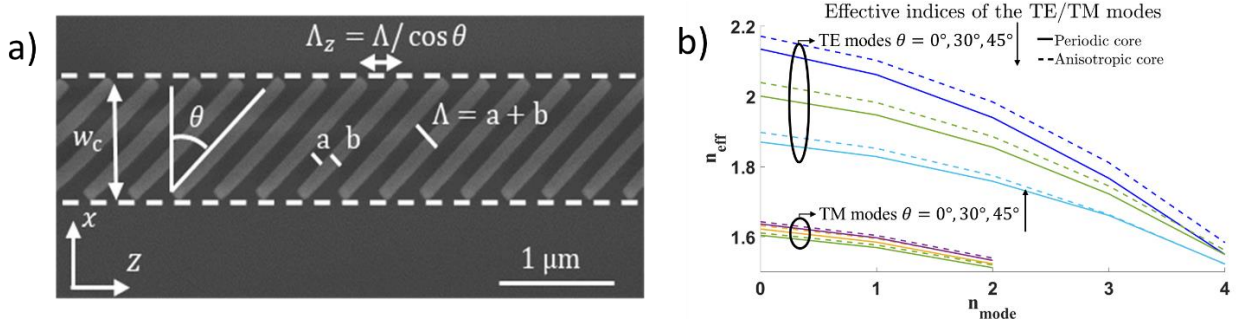 a)
Λz = Λ/cos θ
θ
wc
a b
Λ = a + b
x
z
1 μm
b)
Effective indices of the TE/TM modes
2.2
TE modes θ = 0°, 30°, 45°
Periodic core
Anisotropic core
2
neff
1.8
TM modes θ = 0°, 30°, 45°
1.6
0 1 2 3 4
nmode